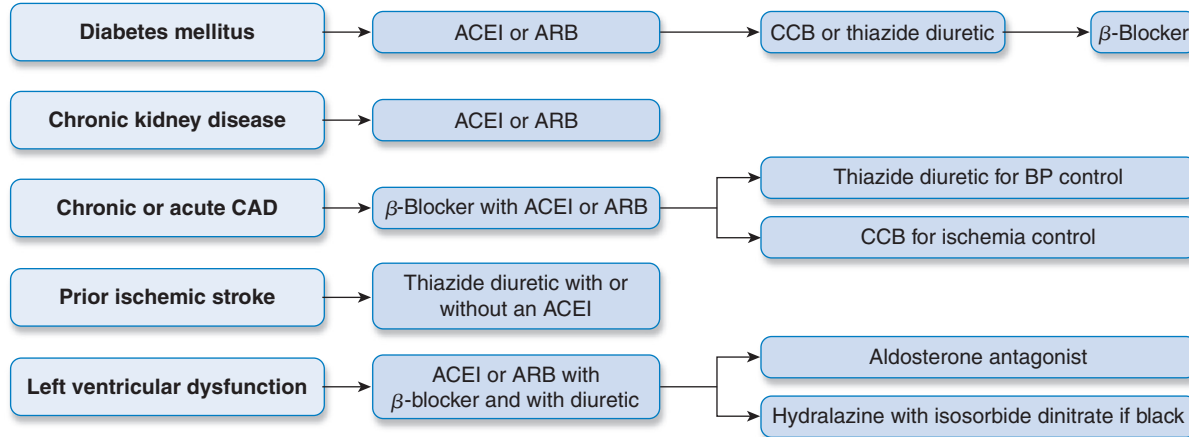 Diabetes mellitus
ACEI or ARB
CCB or thiazide diuretic
β-Blocker
Chronic kidney disease
ACEI or ARB
Chronic or acute CAD
β-Blocker with ACEI or ARB
Thiazide diuretic for BP control
CCB for ischemia control
Prior ischemic stroke
Thiazide diuretic with or
without an ACEI
Left ventricular dysfunction
ACEI or ARB with
β-blocker and with diuretic
Aldosterone antagonist
Hydralazine with isosorbide dinitrate if black